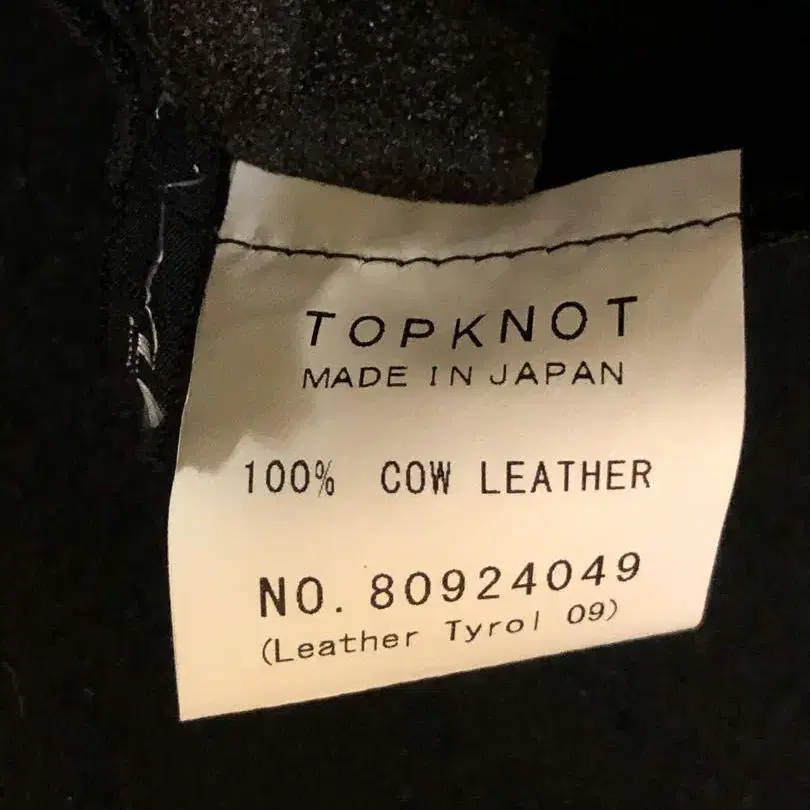 TOPKNOT
MADE IN JAPAN
100% COW LEATHER
NO. 80924049
(Leather Tyrol 09)